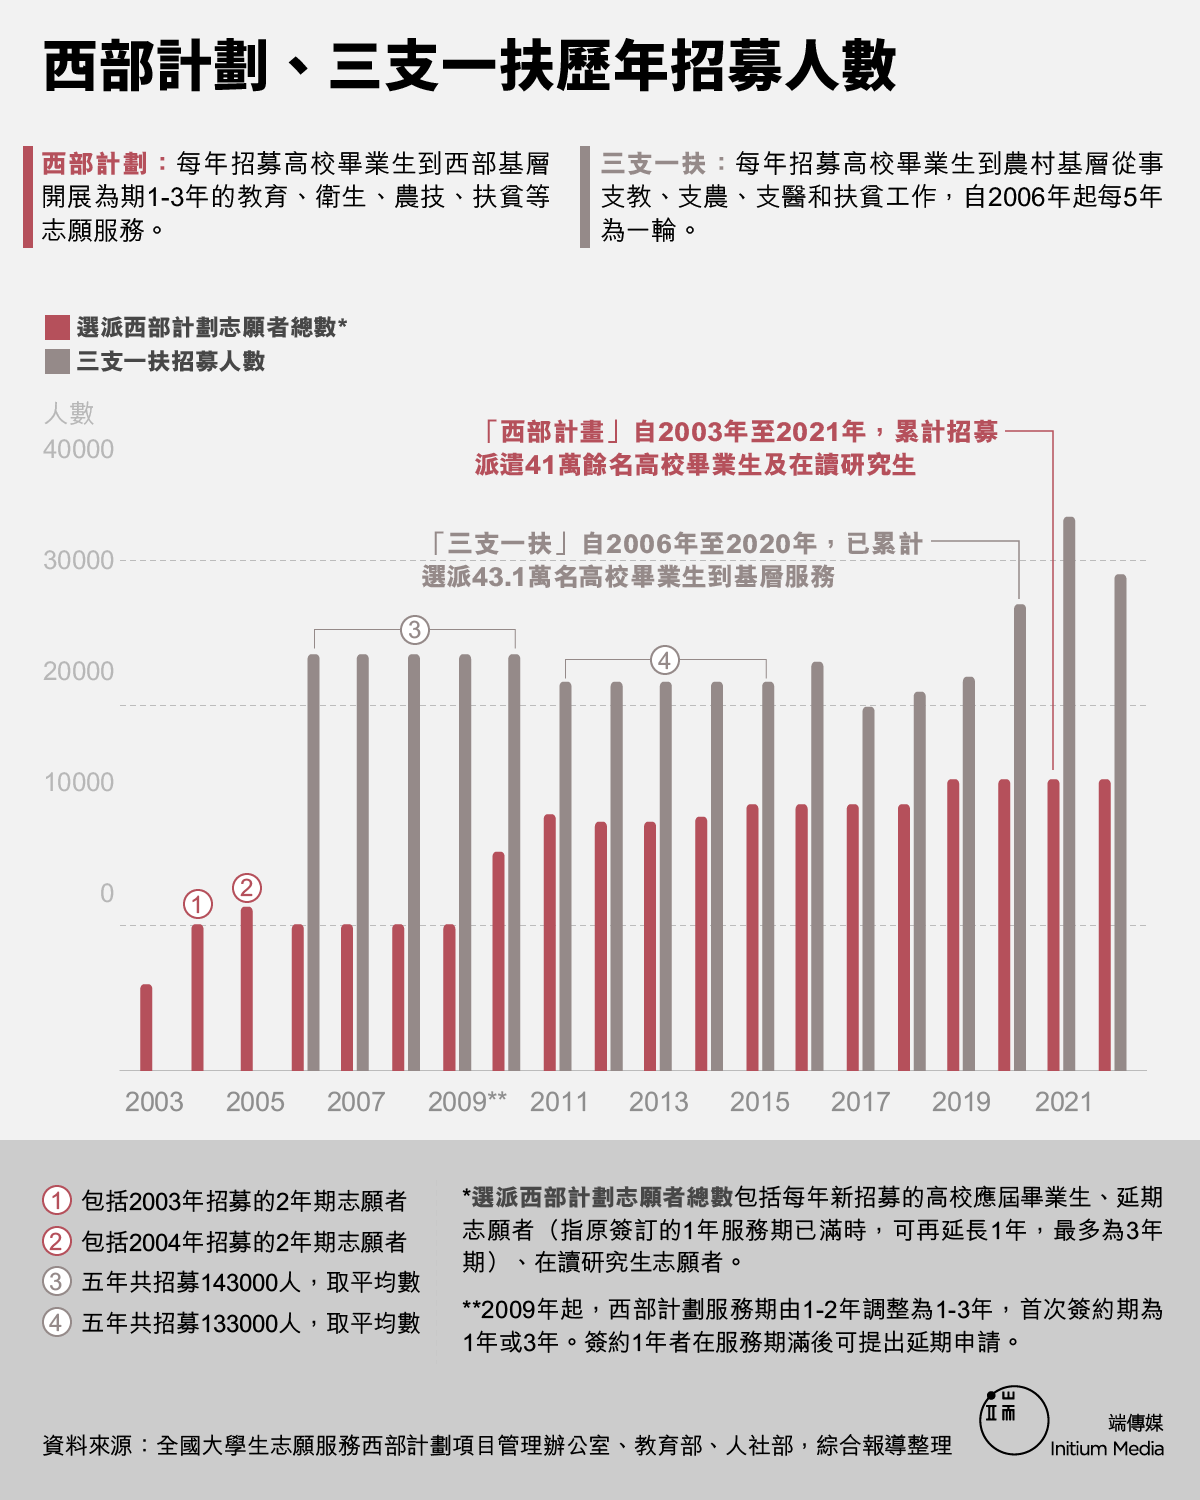 西部計劃、三支一扶歷年招募人數
西部計劃：每年招募高校畢業生到西部基層
開展為期1-3年的教育、衛生、農技、扶貧等
志願服務。
三支一扶：每年招募高校畢業生到農村基層從事
支教、支農、支醫和扶貧工作，自2006年起每5年
為一輪。
選派西部計劃志願者總數*
三支一扶招募人數
人數
40000
30000
20000
10000
0
「西部計畫」自2003年至2021年，累計招募
派遣41萬餘名高校畢業生及在讀研究生
「三支一扶」自2006年至2020年，已累計
選派43.1萬名高校畢業生到基層服務
3
4
1
2
2003 2005 2007 2009** 2011 2013 2015 2017 2019 2021
1 包括2003年招募的2年期志願者
2 包括2004年招募的2年期志願者
3 五年共招募143000人，取平均數
4 五年共招募133000人，取平均數
*選派西部計劃志願者總數包括每年新招募的高校應屆畢業生、延期
志願者（指原簽訂的1年服務期已滿時，可再延長1年，最多為3年
期）、在讀研究生志願者。
**2009年起，西部計劃服務期由1-2年調整為1-3年，首次簽約期為
1年或3年。簽約1年者在服務期滿後可提出延期申請。
資料來源：全國大學生志願服務西部計劃項目管理辦公室、教育部、人社部，綜合報導整理
端
端傳媒
Initium Media